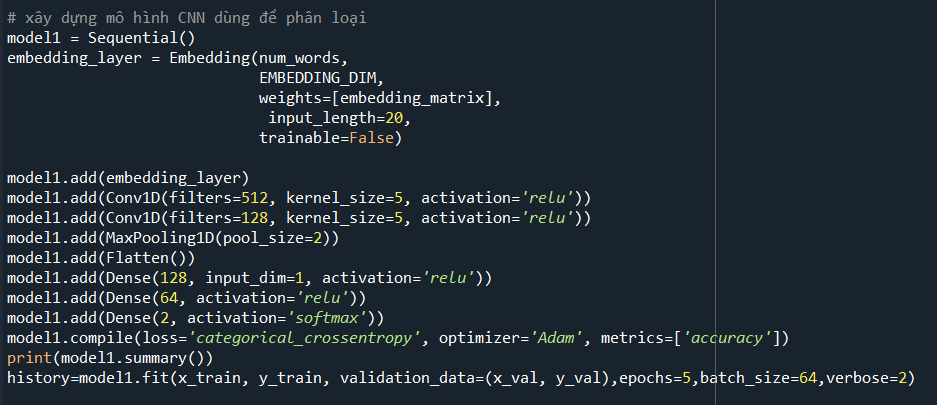 # xây dựng mô hình CNN dùng để phân loại
model1 = Sequential()
embedding_layer = Embedding(num_words,
                            EMBEDDING_DIM,
                            weights=[embedding_matrix],
                             input_length=20,
                            trainable=False)

model1.add(embedding_layer)
model1.add(Conv1D(filters=512, kernel_size=5, activation='relu'))
model1.add(Conv1D(filters=128, kernel_size=5, activation='relu'))
model1.add(MaxPooling1D(pool_size=2))
model1.add(Flatten())
model1.add(Dense(128, input_dim=1, activation='relu'))
model1.add(Dense(64, activation='relu'))
model1.add(Dense(2, activation='softmax'))
model1.compile(loss='categorical_crossentropy', optimizer='Adam', metrics=['accuracy'])
print(model1.summary())
history=model1.fit(x_train, y_train, validation_data=(x_val, y_val),epochs=5,batch_size=64,verbose=2)